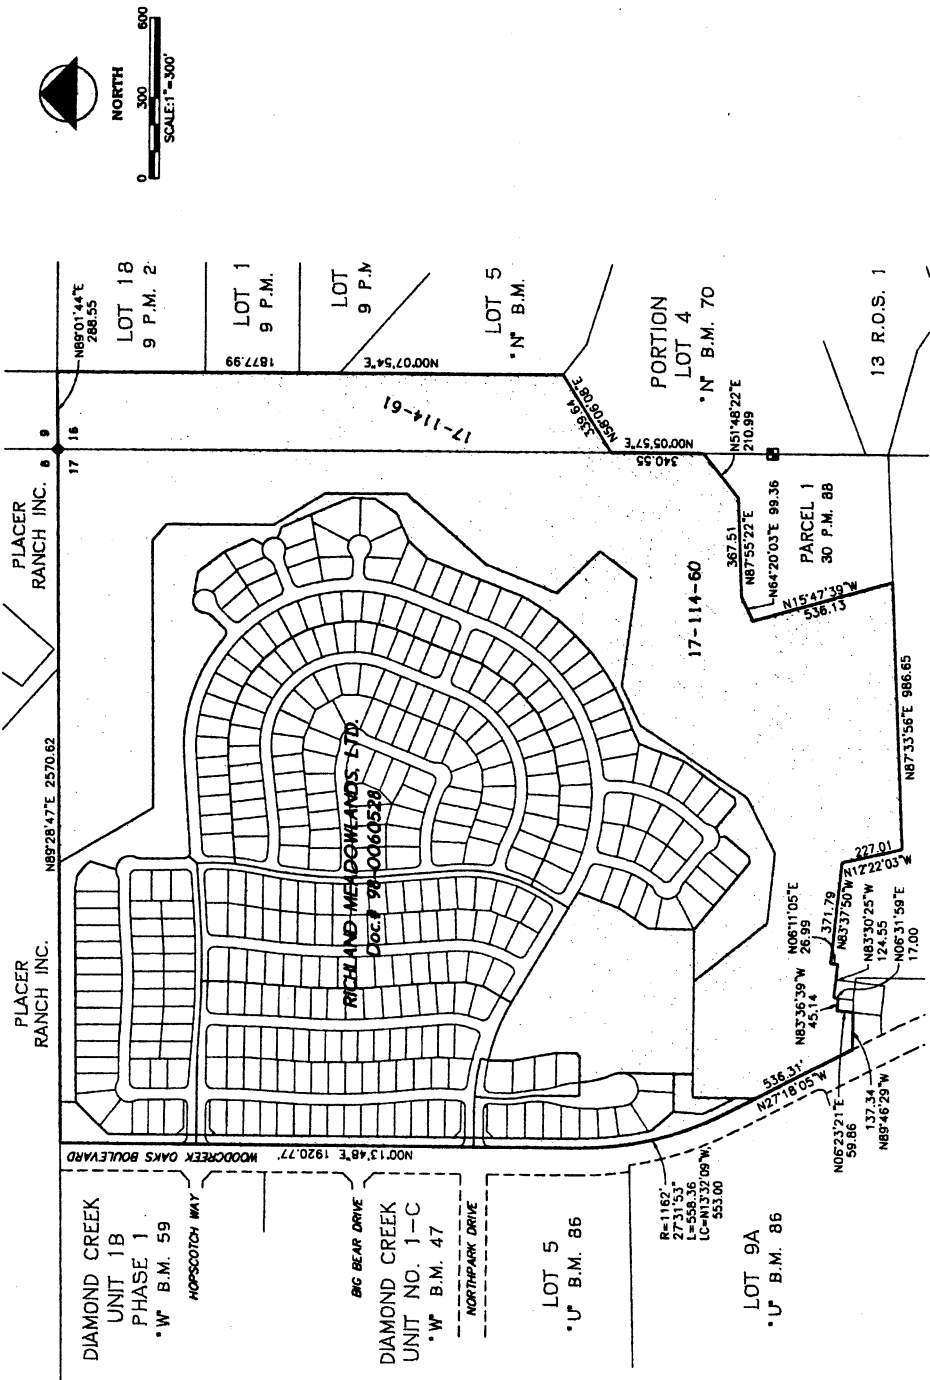 NORTH
0 300 600
SCALE:1"=300'
PLACER
RANCH INC.
PLACER
RANCH INC.
N89°28'47"E 2570.62
8 9
17 16
N89°01'44"E
288.55
LOT 1B
9 P.M. 2
LOT 1
9 P.M.
LOT
9 P.M
LOT 5
"N" B.M.
PORTION
LOT 4
"N" B.M. 70
13 R.O.S. 1
1877.99
N00°07'54"E
17-114-61
339.64
N58°06'08"E
N00°05'57"E
340.55
N51°48'22"E
210.99
367.51
N87°55'22"E
N64°20'03"E 99.36
PARCEL 1
30 P.M. 88
N15°47'39"W
536.13
17-114-60
N87°33'56"E 986.65
227.01
N12°22'03"W
371.79
N83°37'50"W
N06°11'05"E
26.99
N83°30'25"W
124.55
N06°31'59"E
17.00
N83°36'39"W
45.14
N06°23'21"E
59.86
137.34
N89°46'29"W
536.31'
N27°18'05"W
R=1162'
27°31'53"
L=558.36
LC=N13°32'09"W,
553.00
RICHLAND MEADOWLANDS, LTD.
Doc.# 98-0060528
WOODCREEK OAKS BOULEVARD
N00°13'48"E 1920.77'
DIAMOND CREEK
UNIT 1B
PHASE 1
"W" B.M. 59
HOPSCOTCH WAY
BIG BEAR DRIVE
DIAMOND CREEK
UNIT NO. 1-C
"W" B.M. 47
NORTHPARK DRIVE
LOT 5
"U" B.M. 86
LOT 9A
"U" B.M. 86